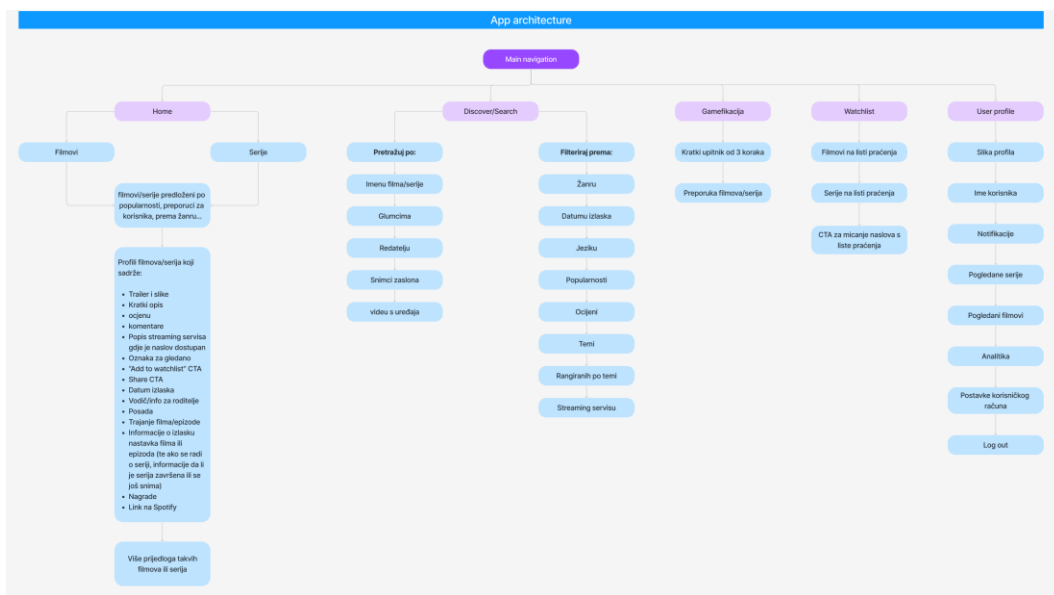 App architecture
Main navigation
Home
Discover/Search
Gamefikacija
Watchlist
User profile
Filmovi
Serije
filmovi/serije predloženi po
popularnosti, preporuci za
korisnika, prema žanru...
Profili filmova/serija koji
sadrže:
• Trailer i slike
• Kratki opis
• ocjenu
• komentare
• Popis streaming servisa
gdje je naslov dostupan
• Oznaka za gledano
• "Add to watchlist" CTA
• Share CTA
• Datum izlaska
• Vodič/info za roditelje
• Posada
• Trajanje filma/epizode
• Informacije o izlasku
nastavka filma ili
epizoda (te ako se radi
o seriji, informacije da li
je serija završena ili se
još snima)
• Nagrade
• Link na Spotify
Više prijedloga takvih
filmova ili serija
Pretražuj po:
Imenu filma/serije
Glumcima
Redatelju
Snimci zaslona
videu s uređaja
Filteriraj prema:
Žanru
Datumu izlaska
Jeziku
Popularnosti
Ocijeni
Temi
Rangiranih po temi
Streaming servisu
Kratki upitnik od 3 koraka
Preporuka filmova/serija
Filmovi na listi praćenja
Serije na listi praćenja
CTA za micanje naslova s
liste praćenja
Slika profila
Ime korisnika
Notifikacije
Pogledane serije
Pogledani filmovi
Analitika
Postavke korisničkog
računa
Log out